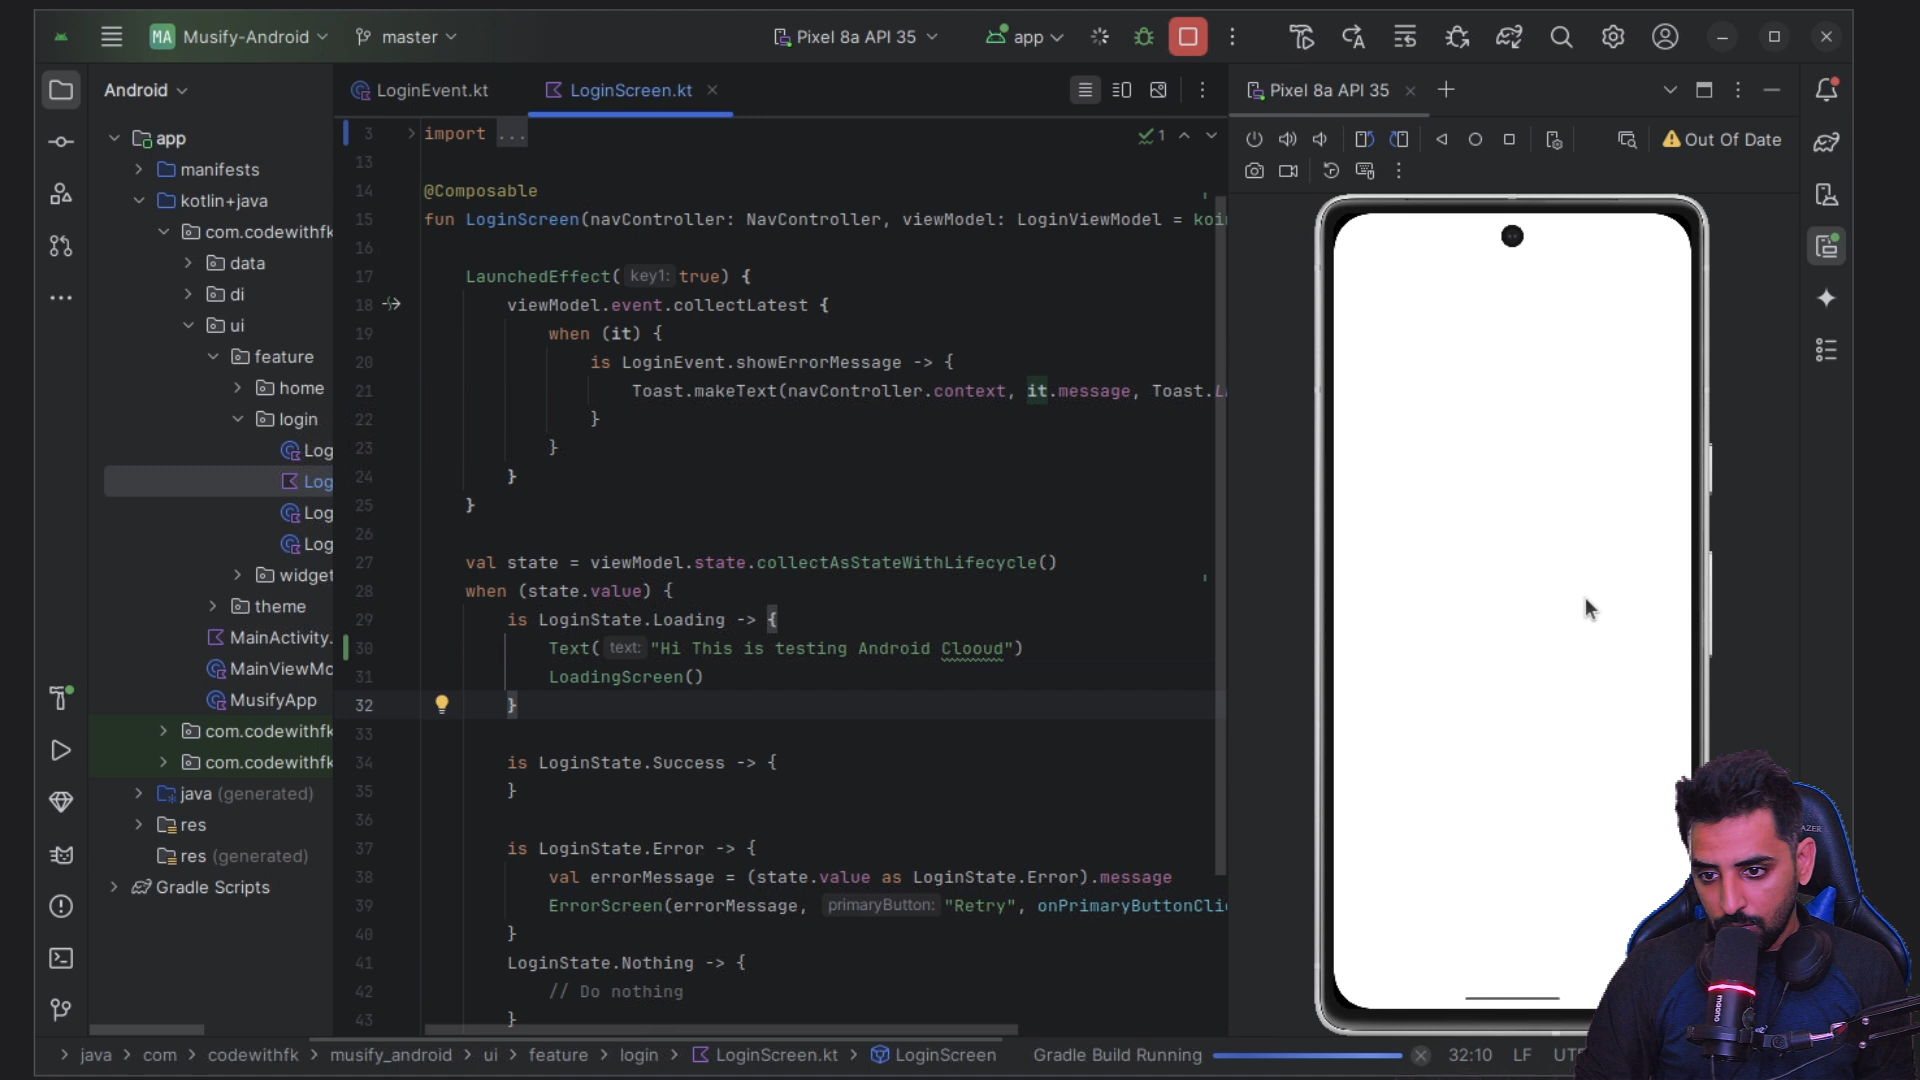 MA Musify-Android
master
Pixel 8a API 35
app
Android
LoginEvent.kt
LoginScreen.kt
Pixel 8a API 35
Out Of Date
app
manifests
kotlin+java
com.codewithfk
data
di
ui
feature
home
login
Log
Log
Log
Log
widget
theme
MainActivity.
MainViewMo
MusifyApp
com.codewithfk
com.codewithfk
java (generated)
res
res (generated)
Gradle Scripts
1
3 import ...
13
14 @Composable
15 fun LoginScreen(navController: NavController, viewModel: LoginViewModel = koi
16
17 LaunchedEffect( key1: true) {
18 viewModel.event.collectLatest {
19 when (it) {
20 is LoginEvent.showErrorMessage -> {
21 Toast.makeText(navController.context, it.message, Toast.L
22 }
23 }
24 }
25 }
26
27 val state = viewModel.state.collectAsStateWithLifecycle()
28 when (state.value) {
29 is LoginState.Loading -> {
30 Text( text: "Hi This is testing Android Clooud")
31 LoadingScreen()
32 }
33
34 is LoginState.Success -> {
35 }
36
37 is LoginState.Error -> {
38 val errorMessage = (state.value as LoginState.Error).message
39 ErrorScreen(errorMessage, primaryButton: "Retry", onPrimaryButtonCli
40 }
41 LoginState.Nothing -> {
42 // Do nothing
43 }
java > com > codewithfk > musify_android > ui > feature > login > LoginScreen.kt > LoginScreen
Gradle Build Running
32:10 LF UTF
AZER
maono